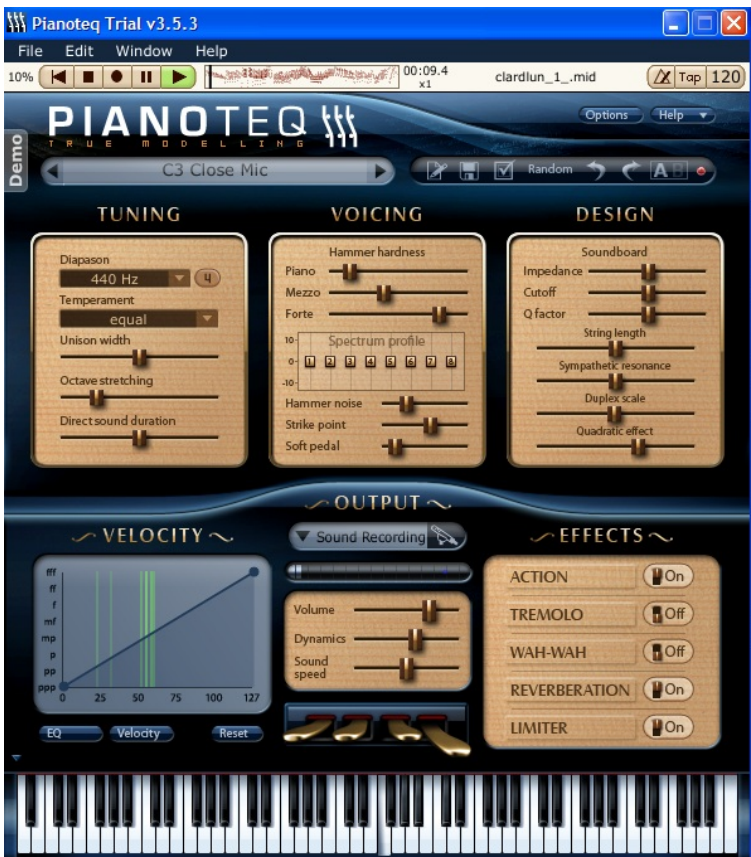 Pianoteq Trial v3.5.3
File Edit Window Help
10% 00:09.4 x1 clardlun_1_.mid Tap 120
PIANOTEQ
TRUE MODELLING
Options Help
Demo
C3 Close Mic
Random A B
TUNING
Diapason
440 Hz 4
Temperament
equal
Unison width
Octave stretching
Direct sound duration
VOICING
Hammer hardness
Piano
Mezzo
Forte
Spectrum profile
10
0
-10
1 2 3 4 5 6 7 8
Hammer noise
Strike point
Soft pedal
DESIGN
Soundboard
Impedance
Cutoff
Q factor
String length
Sympathetic resonance
Duplex scale
Quadratic effect
VELOCITY
fff
ff
f
mf
mp
p
pp
ppp
0 25 50 75 100 127
EQ Velocity Reset
OUTPUT
Sound Recording
Volume
Dynamics
Sound
speed
EFFECTS
ACTION On
TREMOLO Off
WAH-WAH Off
REVERBERATION On
LIMITER On